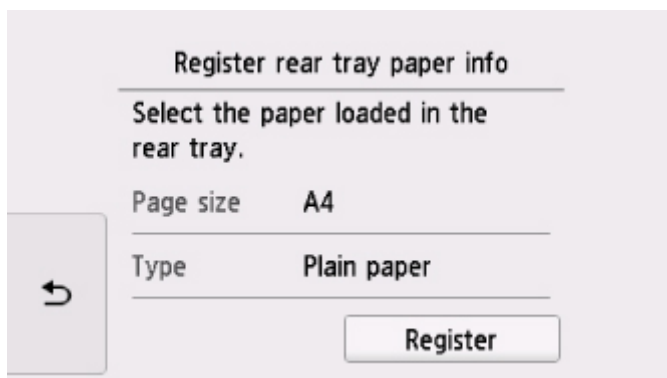 Register rear tray paper info
Select the paper loaded in the
rear tray.
Page size A4
Type Plain paper
Register